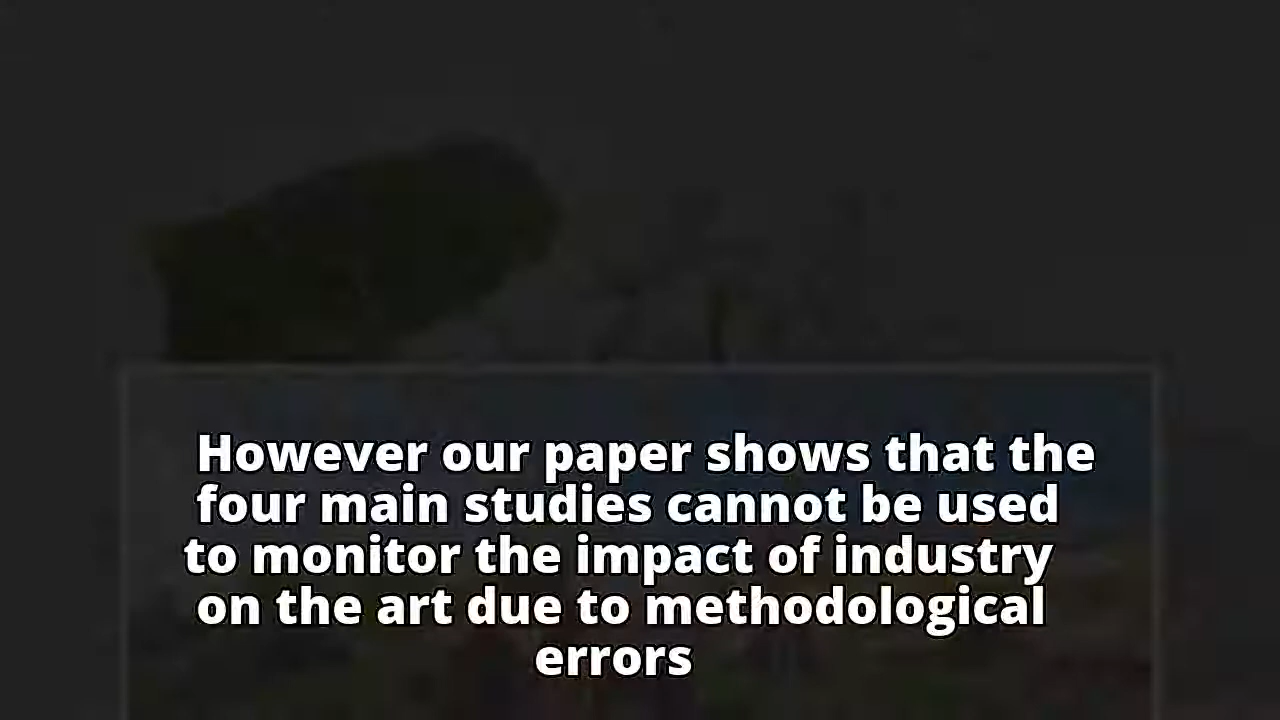 However our paper shows that the
four main studies cannot be used
to monitor the impact of industry
on the art due to methodological
errors